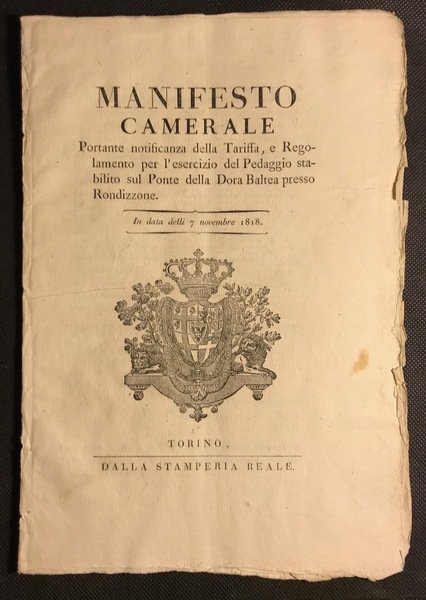 MANIFESTO
CAMERALE
Portante notificanza della Tariffa, e Rego-
lamento per l'esercizio del Pedaggio sta-
bilito sul Ponte della Dora Baltea presso
Rondizzone.
In data delli 7 novembre 1818.
TORINO,
DALLA STAMPERIA REALE.